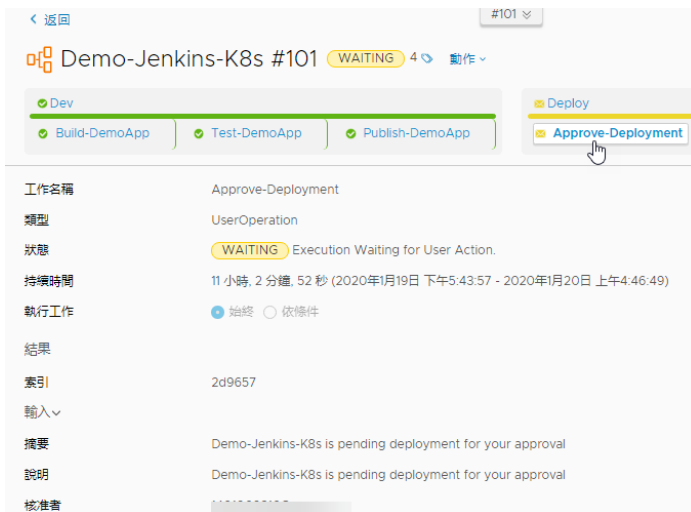 返回
#101
Demo-Jenkins-K8s #101 WAITING 4 動作
Dev
Deploy
Build-DemoApp Test-DemoApp Publish-DemoApp Approve-Deployment
工作名稱 Approve-Deployment
類型 UserOperation
狀態 WAITING Execution Waiting for User Action.
持續時間 11 小時, 2 分鐘, 52 秒 (2020年1月19日 下午5:43:57 - 2020年1月20日 上午4:46:49)
執行工作 始終 依條件
結果
索引 2d9657
輸入
摘要 Demo-Jenkins-K8s is pending deployment for your approval
說明 Demo-Jenkins-K8s is pending deployment for your approval
核准者